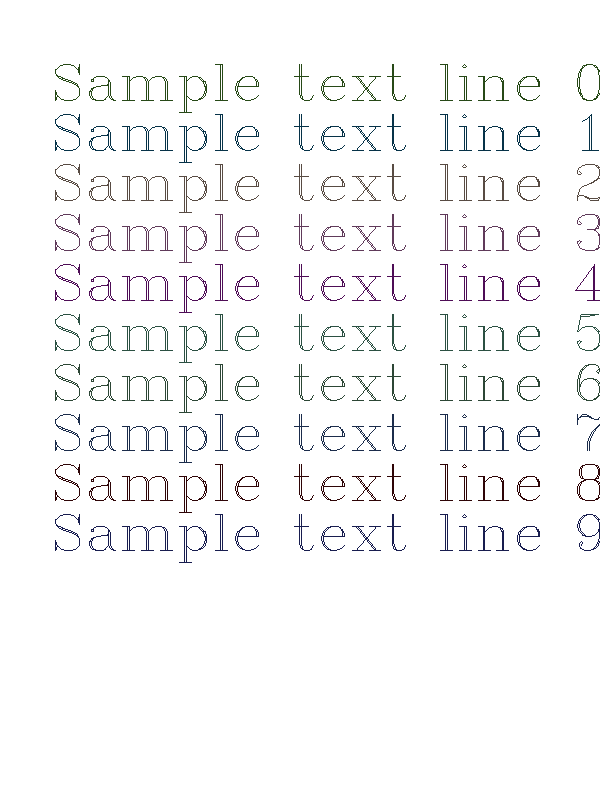 Sample text line 0
Sample text line 1
Sample text line 2
Sample text line 3
Sample text line 4
Sample text line 5
Sample text line 6
Sample text line 7
Sample text line 8
Sample text line 9